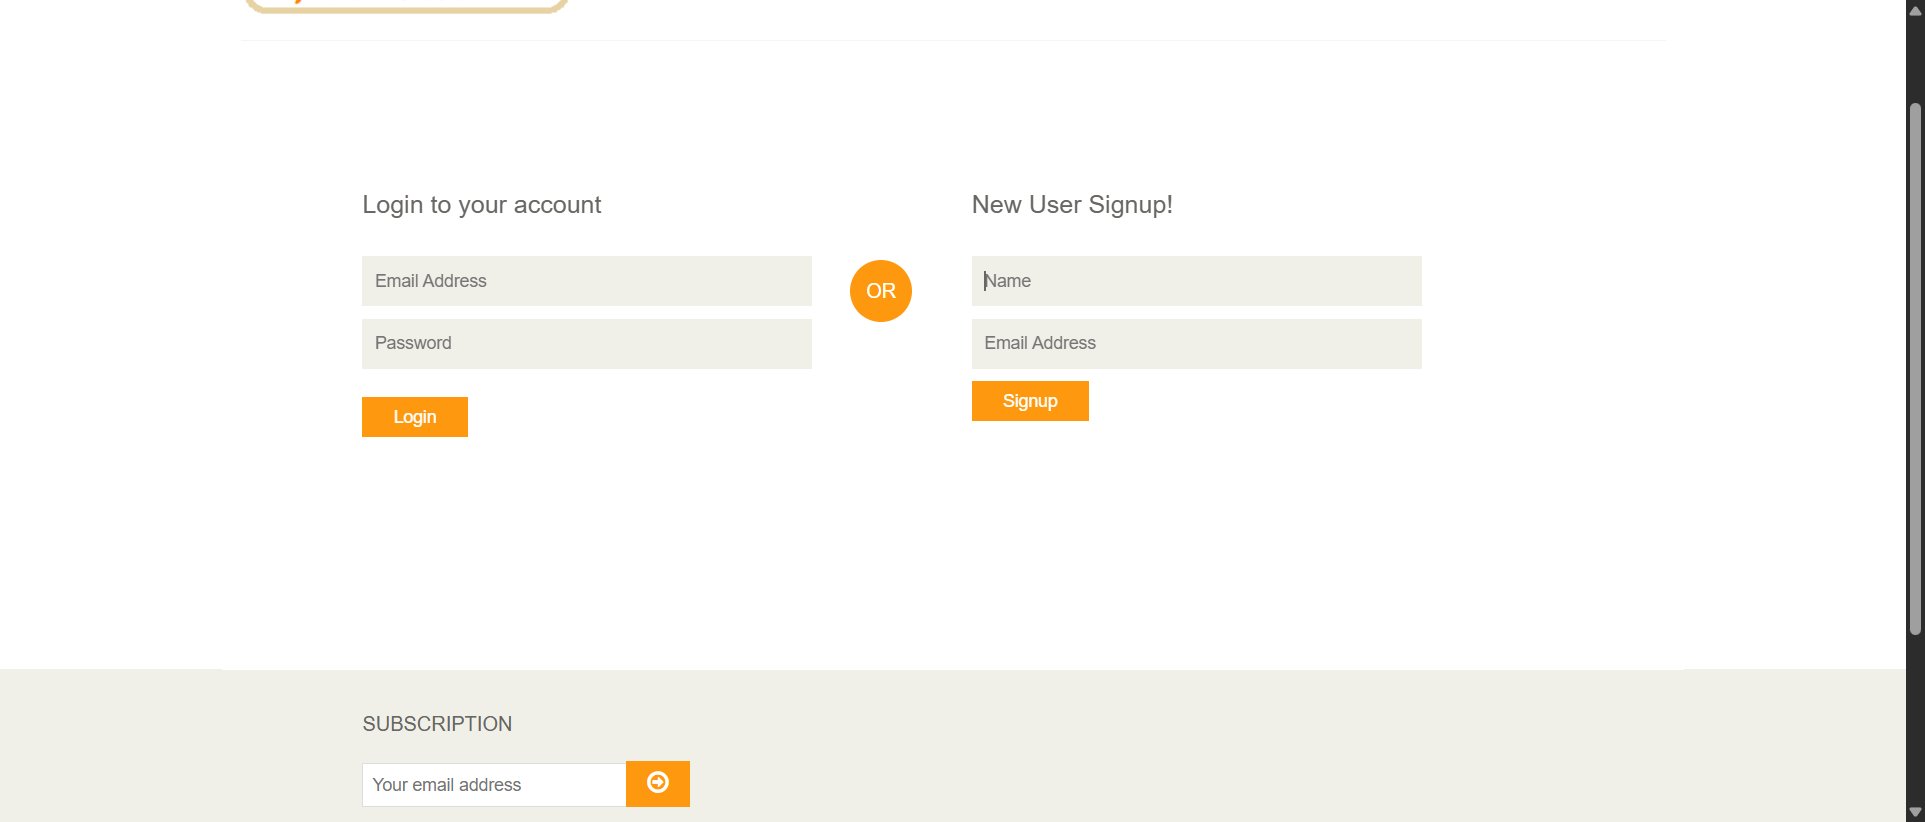 Login to your account
Email Address
Password
Login
OR
New User Signup!
Name
Email Address
Signup
SUBSCRIPTION
Your email address